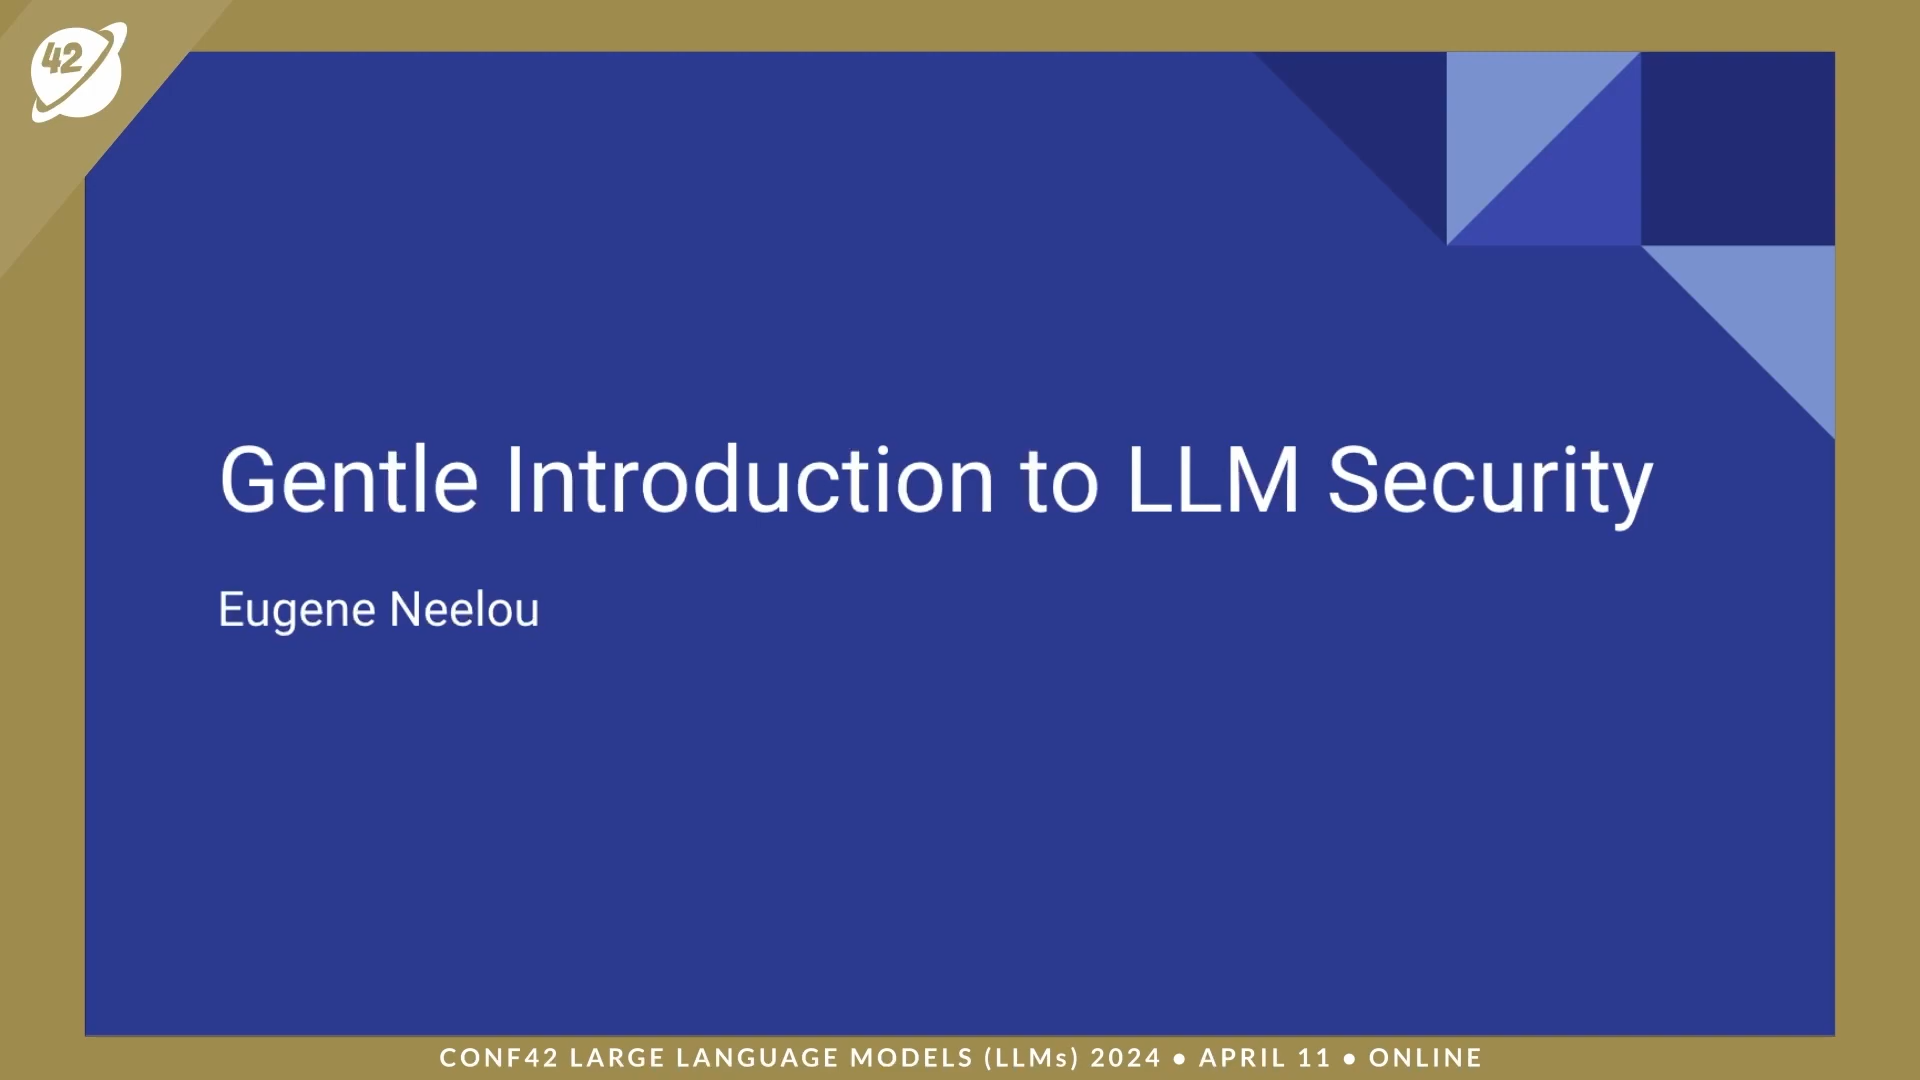 42
Gentle Introduction to LLM Security
Eugene Neelou
CONF42 LARGE LANGUAGE MODELS (LLMs) 2024 • APRIL 11 • ONLINE